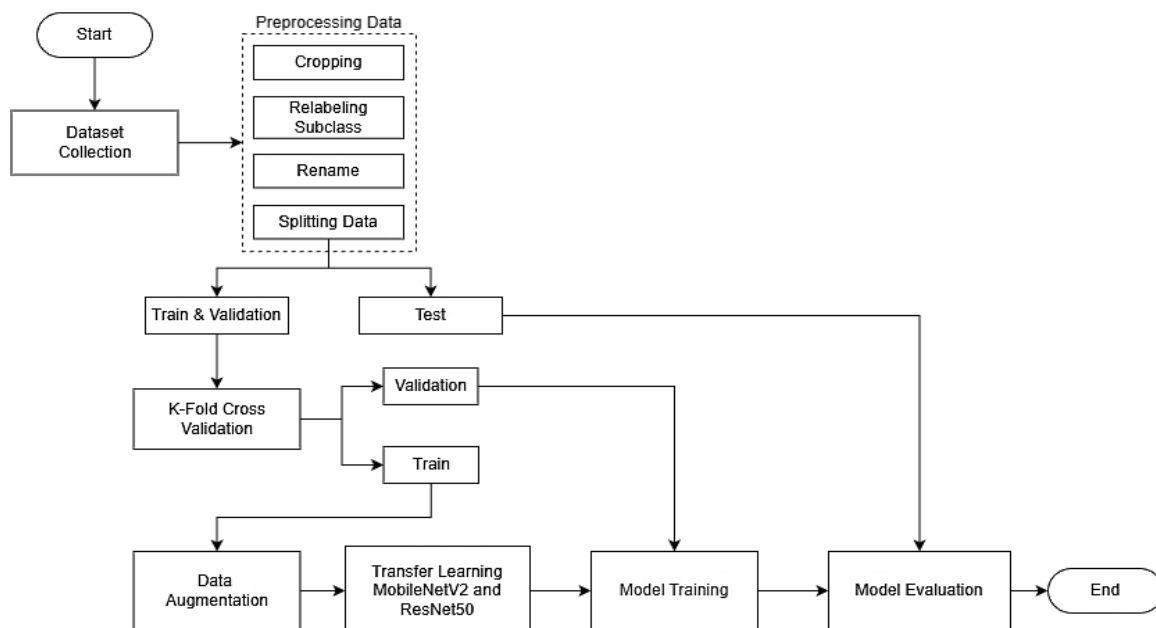 Start
Preprocessing Data
Cropping
Relabeling
Subclass
Rename
Splitting Data
Dataset
Collection
Train & Validation
Test
K-Fold Cross
Validation
Validation
Train
Data
Augmentation
Transfer Learning
MobileNetV2 and
ResNet50
Model Training
Model Evaluation
End